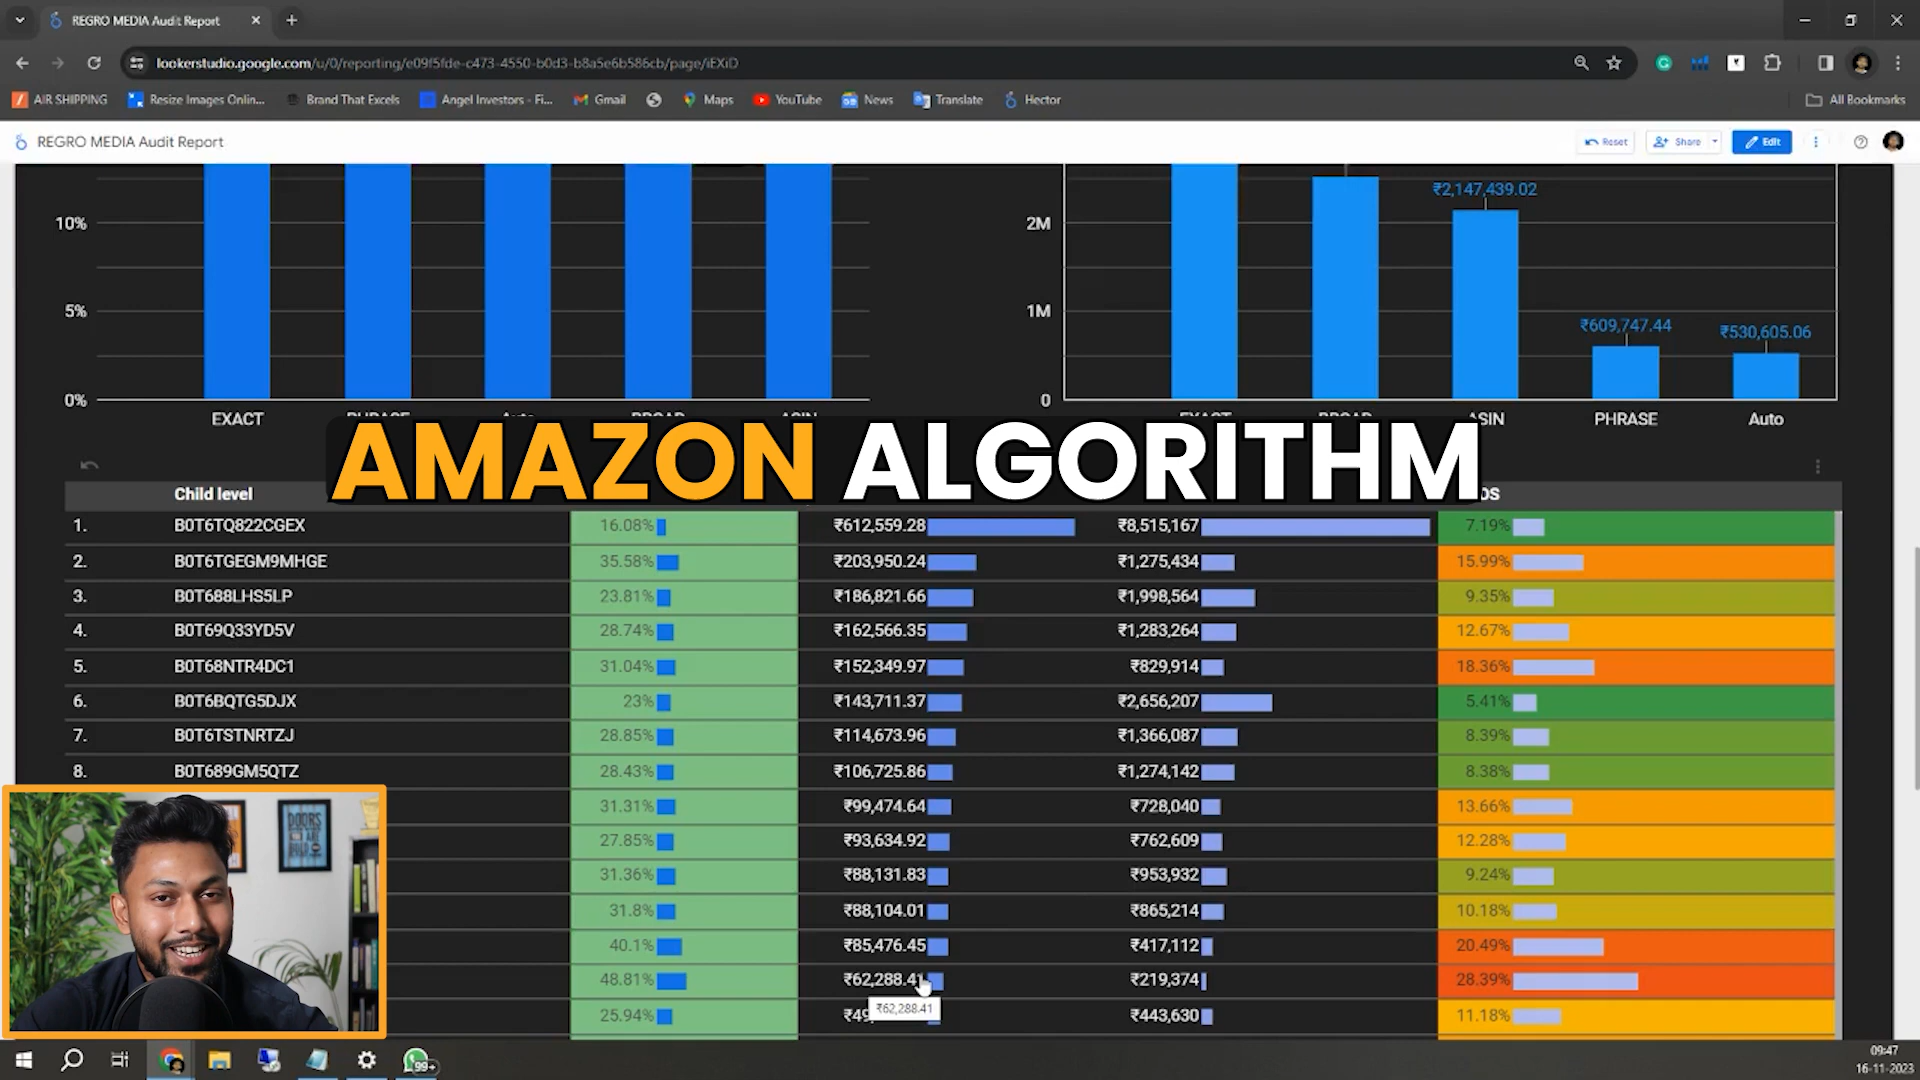 REGRO MEDIA Audit Report
lookerstudio.google.com/u/0/reporting/e09f5fde-c473-4550-b0d3-b8a5e6b586cb/page/iEXiD
AIR SHIPPING Resize Images Onlin... Brand That Excels Angel Investors - Fi... Gmail Maps YouTube News Translate Hector All Bookmarks
REGRO MEDIA Audit Report Reset Share Edit
10%
5%
0%
EXACT PHRASE Auto BROAD ASIN
₹2,147,439.02
2M
1M
₹609,747.44 ₹530,605.06
0
EXACT BROAD ASIN PHRASE Auto
AMAZON ALGORITHM
Child level
1. B0T6TQ822CGEX 16.08% ₹612,559.28 ₹8,515,167 7.19%
2. B0T6TGEGM9MHGE 35.58% ₹203,950.24 ₹1,275,434 15.99%
3. B0T688LHS5LP 23.81% ₹186,821.66 ₹1,998,564 9.35%
4. B0T69Q33YD5V 28.74% ₹162,566.35 ₹1,283,264 12.67%
5. B0T68NTR4DC1 31.04% ₹152,349.97 ₹829,914 18.36%
6. B0T6BQTG5DJX 23% ₹143,711.37 ₹2,656,207 5.41%
7. B0T6TSTNRTZJ 28.85% ₹114,673.96 ₹1,366,087 8.39%
8. B0T689GM5QTZ 28.43% ₹106,725.86 ₹1,274,142 8.38%
31.31% ₹99,474.64 ₹728,040 13.66%
27.85% ₹93,634.92 ₹762,609 12.28%
31.36% ₹88,131.83 ₹953,932 9.24%
31.8% ₹88,104.01 ₹865,214 10.18%
40.1% ₹85,476.45 ₹417,112 20.49%
48.81% ₹62,288.41 ₹219,374 28.39%
₹62,288.41
25.94% ₹49, ₹443,630 11.18%
DOORS
99+
09:47
16-11-2023